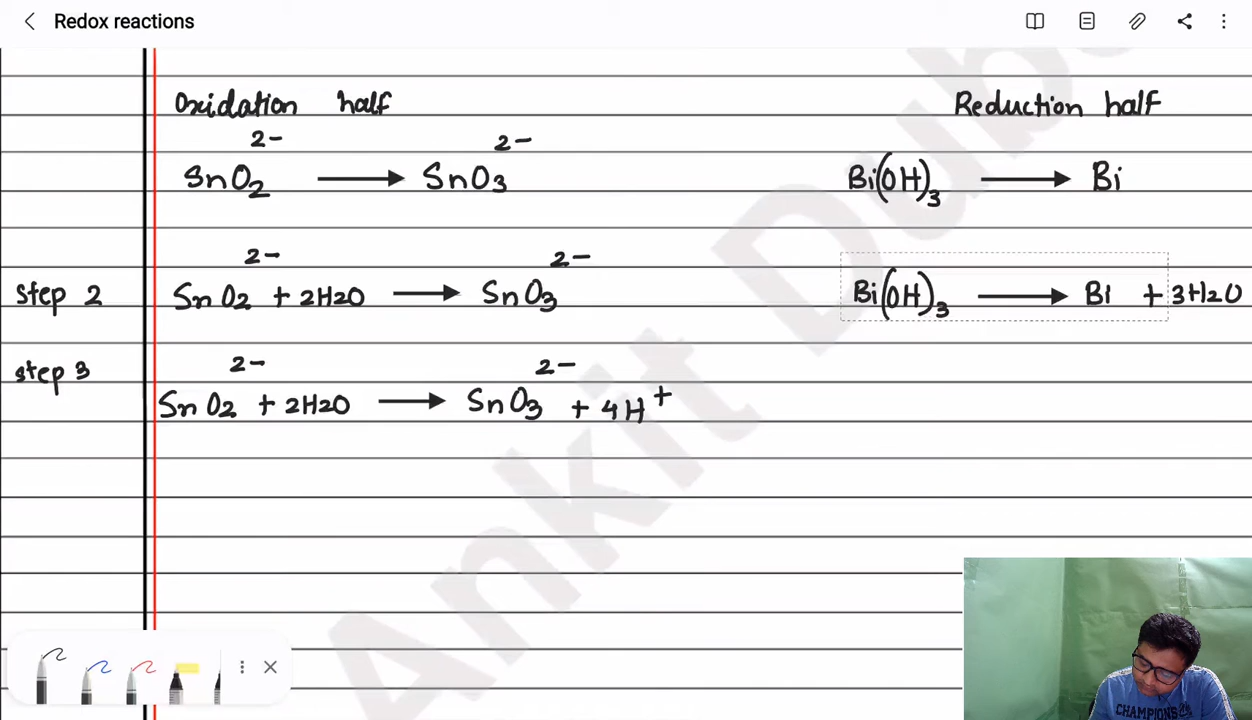 Redox reactions
Oxidation half
Reduction half
SnO2 2- → SnO3 2-
Bi(OH)3 → Bi
Step 2
SnO2 2- + 2H2O → SnO3 2-
Bi(OH)3 → Bi + 3H2O
step 3
SnO2 2- + 2H2O → SnO3 2- + 4H+
Ankit Dub
CHAMPIONS